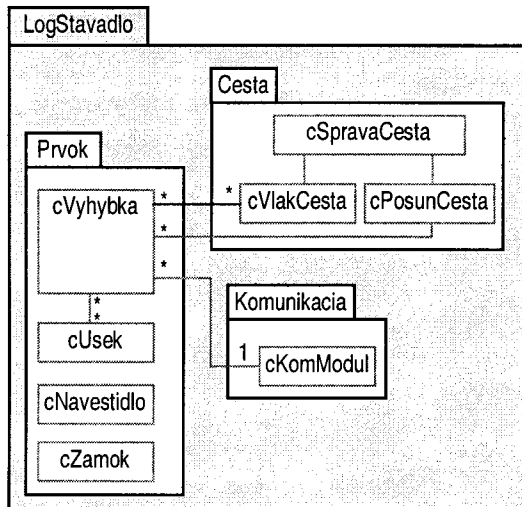 LogStavadlo
Cesta
cSpravaCesta
cVlakCesta
cPosunCesta
Prvok
cVyhybka
*
*
*
*
*
*
cUsek
cNavestidlo
cZamok
Komunikacia
1
cKomModul